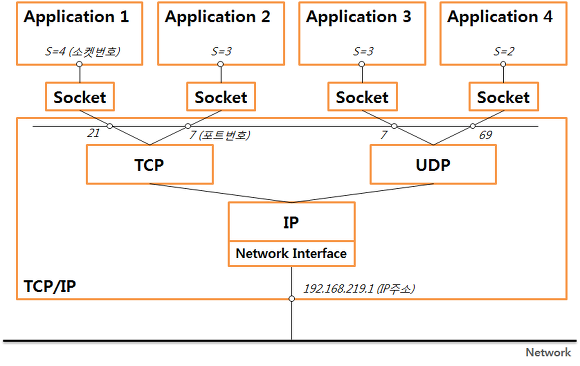 Application 1 Application 2 Application 3 Application 4
S=4 (소켓번호) S=3 S=3 S=2
Socket Socket Socket Socket
21 7 (포트번호) 7 69
TCP UDP
IP
Network Interface
TCP/IP 192.168.219.1 (IP주소)
Network